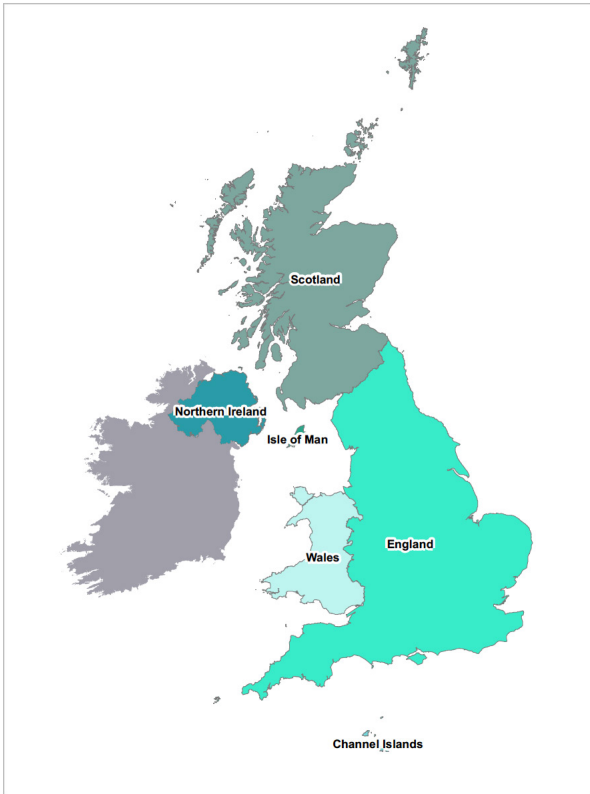 Scotland
Northern Ireland
Isle of Man
England
Wales
Channel Islands